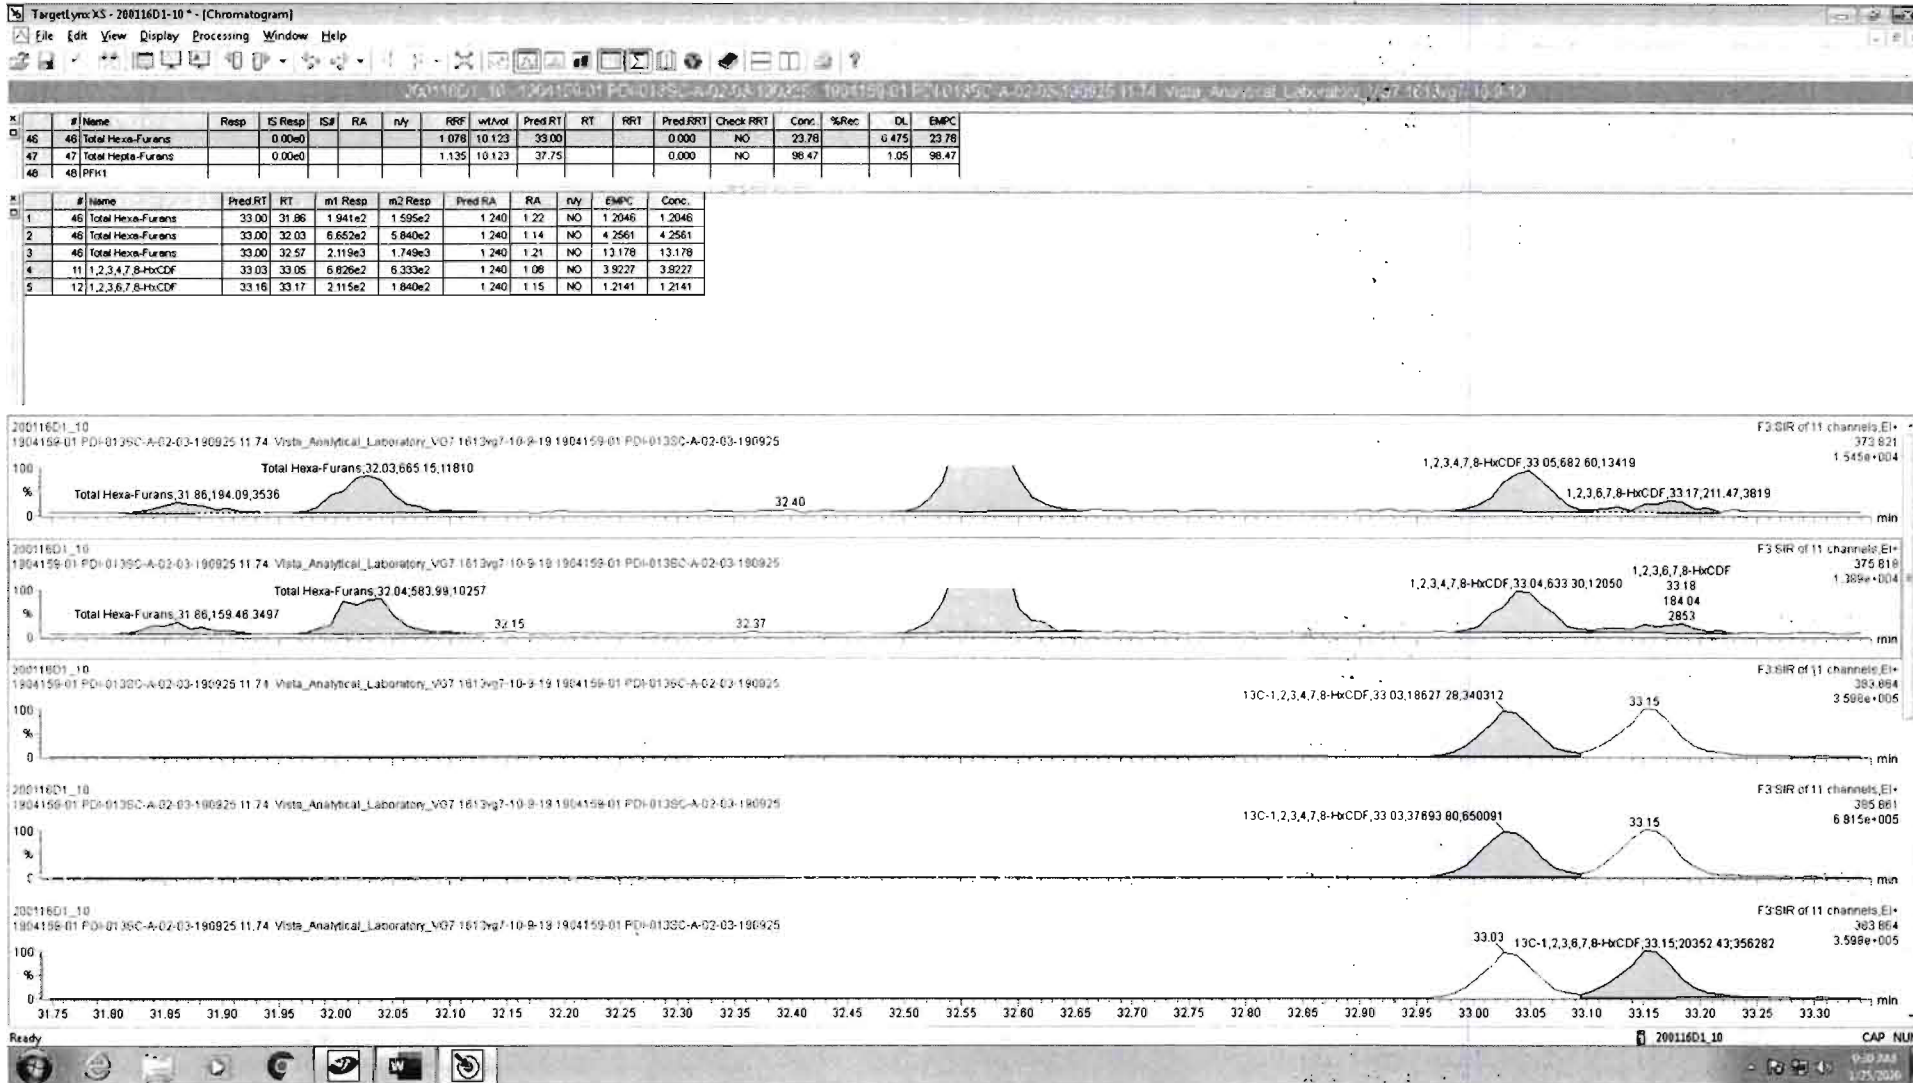 TargetLynx XS - 200116D1-10 * - [Chromatogram]
File Edit View Display Processing Window Help
# Name Resp IS Resp IS# RA n/y RRF wt/vol Pred.RT RT RRT Pred.RRT Check RRT Conc. %Rec DL EMPC
46 46 Total Hexa-Furans 0.00e0 1.076 10.123 33.00 0.000 NO 23.78 0.475 23.78
47 47 Total Hepta-Furans 0.00e0 1.135 10.123 37.75 0.000 NO 98.47 1.05 98.47
48 48 PFK1
# Name Pred.RT RT m1 Resp m2 Resp Pred.RA RA n/y EMPC Conc.
1 46 Total Hexa-Furans 33.00 31.86 1.941e2 1.595e2 1.240 1.22 NO 1.2046 1.2046
2 46 Total Hexa-Furans 33.00 32.03 6.652e2 5.840e2 1.240 1.14 NO 4.2561 4.2561
3 46 Total Hexa-Furans 33.00 32.57 2.119e3 1.749e3 1.240 1.21 NO 13.178 13.178
4 11 1,2,3,4,7,8-HxCDF 33.03 33.05 6.826e2 6.333e2 1.240 1.08 NO 3.9227 3.9227
5 12 1,2,3,6,7,8-HxCDF 33.16 33.17 2.115e2 1.840e2 1.240 1.15 NO 1.2141 1.2141
200116D1_10
1904159-01 PDI-013SC-A-02-03-190925 11.74 Vista_Analytical_Laboratory_VG7 1613vg7-10-9-19 1904159-01 PDI-013SC-A-02-03-190925
F3:SIR of 11 channels,EI+
373.821
1.545e+004
100
%
0
Total Hexa-Furans,31.86,194.09,3536
Total Hexa-Furans,32.03,665.15,11810
32.40
1,2,3,4,7,8-HxCDF,33.05,682.60,13419
1,2,3,6,7,8-HxCDF,33.17,211.47,3819
min
200116D1_10
1904159-01 PDI-013SC-A-02-03-190925 11.74 Vista_Analytical_Laboratory_VG7 1613vg7-10-9-19 1904159-01 PDI-013SC-A-02-03-190925
F3:SIR of 11 channels,EI+
375.818
1.389e+004
100
%
0
Total Hexa-Furans,31.86,159.46,3497
Total Hexa-Furans,32.04,583.99,10257
32.15
32.37
1,2,3,4,7,8-HxCDF,33.04,633.30,12050
1,2,3,6,7,8-HxCDF
33.18
184.04
2853
min
200116D1_10
1904159-01 PDI-013SC-A-02-03-190925 11.74 Vista_Analytical_Laboratory_VG7 1613vg7-10-9-19 1904159-01 PDI-013SC-A-02-03-190925
F3:SIR of 11 channels,EI+
383.864
3.598e+005
100
%
0
13C-1,2,3,4,7,8-HxCDF,33.03,18627.28,340312
33.15
min
200116D1_10
1904159-01 PDI-013SC-A-02-03-190925 11.74 Vista_Analytical_Laboratory_VG7 1613vg7-10-9-19 1904159-01 PDI-013SC-A-02-03-190925
F3:SIR of 11 channels,EI+
385.861
6.815e+005
100
%
0
13C-1,2,3,4,7,8-HxCDF,33.03,37693.80,650091
33.15
min
200116D1_10
1904159-01 PDI-013SC-A-02-03-190925 11.74 Vista_Analytical_Laboratory_VG7 1613vg7-10-9-19 1904159-01 PDI-013SC-A-02-03-190925
F3:SIR of 11 channels,EI+
383.864
3.598e+005
100
%
0
33.03
13C-1,2,3,6,7,8-HxCDF,33.15;20352.43;356282
min
31.75 31.80 31.85 31.90 31.95 32.00 32.05 32.10 32.15 32.20 32.25 32.30 32.35 32.40 32.45 32.50 32.55 32.60 32.65 32.70 32.75 32.80 32.85 32.90 32.95 33.00 33.05 33.10 33.15 33.20 33.25 33.30
Ready
200116D1_10
CAP NUM
1/25/2020